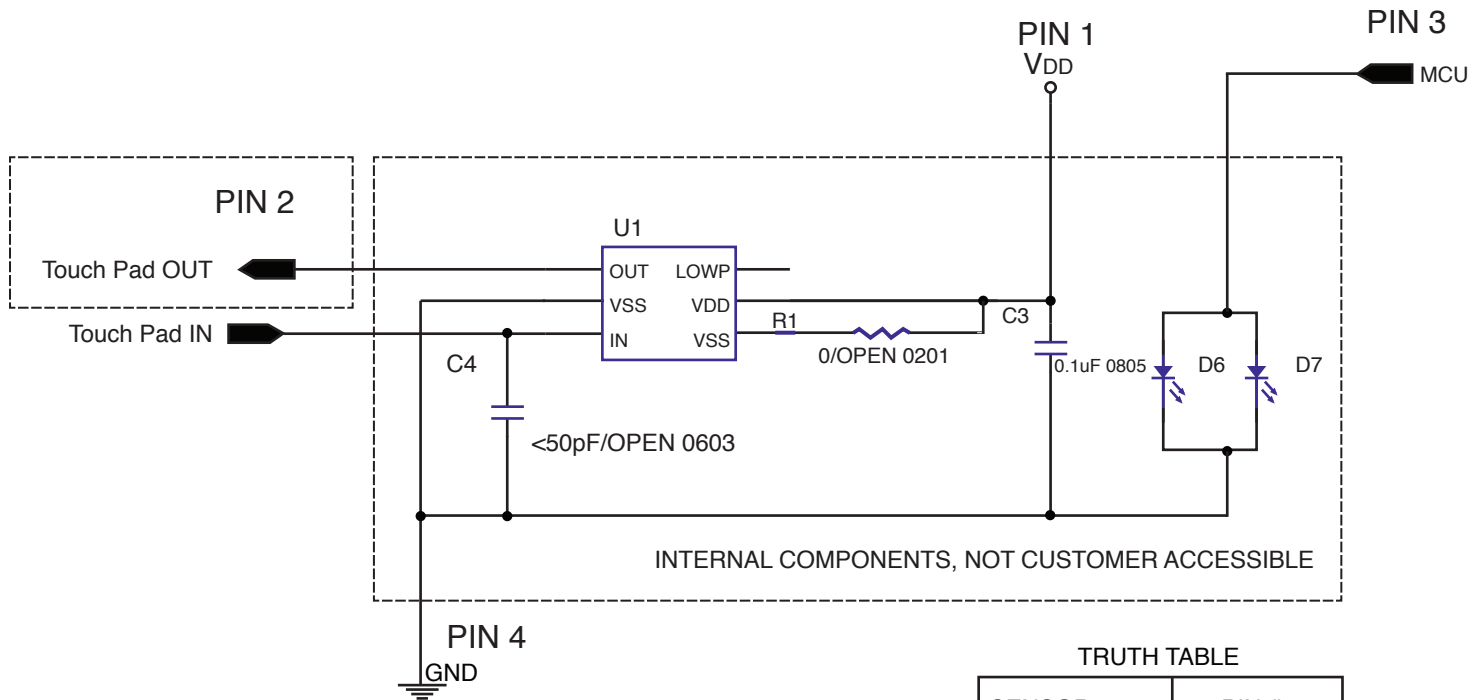 PIN 3
PIN 1
VDD
MCU
PIN 2
U1
Touch Pad OUT
OUT LOWP
VSS VDD
C3
R1
Touch Pad IN
IN VSS
0/OPEN 0201
C4
0.1uF 0805
D6
D7
<50pF/OPEN 0603
INTERNAL COMPONENTS, NOT CUSTOMER ACCESSIBLE
PIN 4
GND
TRUTH TABLE